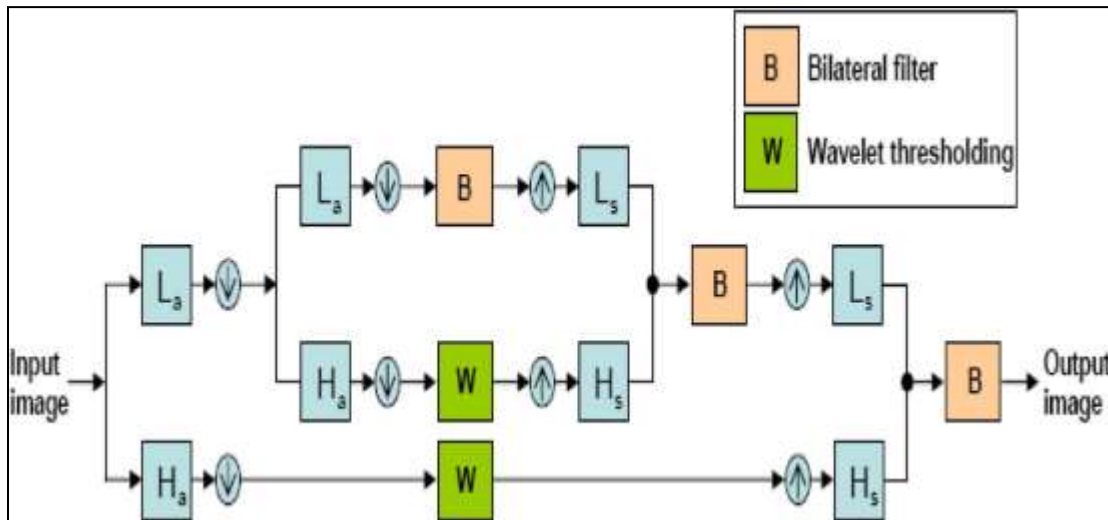 B Bilateral filter
W Wavelet thresholding
La B Ls
La B Ls
Input image
Ha W Hs
B
Output image
Ha W Hs